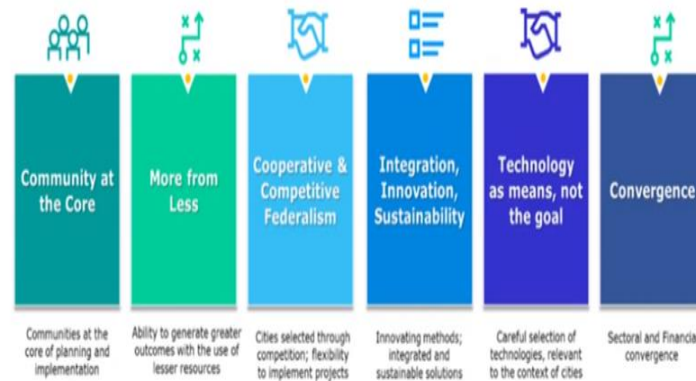 Community at
the Core
More from
Less
Cooperative &
Competitive
Federalism
Integration,
Innovation,
Sustainability
Technology
as means, not
the goal
Convergence
Communities at the
core of planning and
implementation
Ability to generate greater
outcomes with the use of
lesser resources
Cities selected through
competition; flexibility
to implement projects
Innovating methods;
integrated and
sustainable solutions
Careful selection of
technologies, relevant
to the context of cities
Sectoral and Financia
convergence